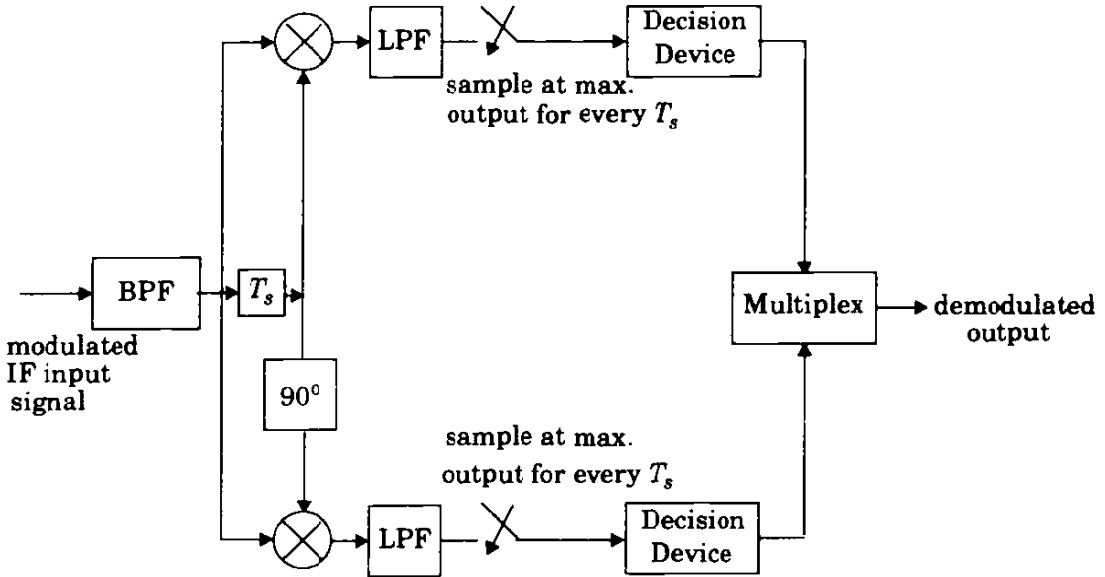 LPF
Decision
Device
sample at max.
output for every T_s
BPF
T_s
Multiplex
demodulated
output
modulated
IF input
signal
90°
sample at max.
output for every T_s
LPF
Decision
Device